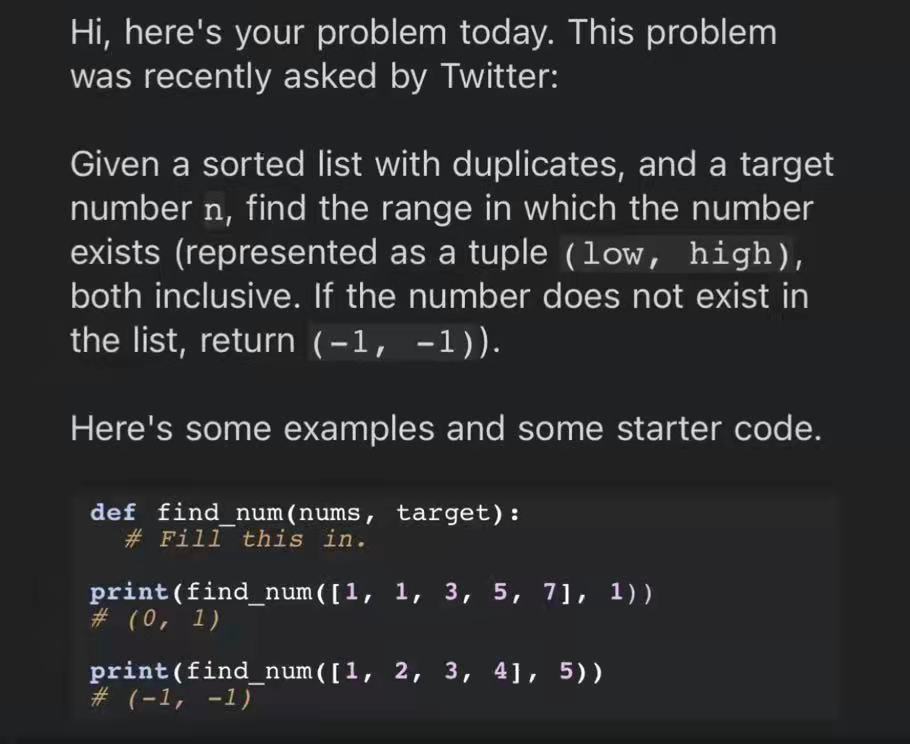 Hi, here's your problem today. This problem
was recently asked by Twitter:
Given a sorted list with duplicates, and a target
number n, find the range in which the number
exists (represented as a tuple (low, high),
both inclusive. If the number does not exist in
the list, return (-1, -1)).
Here's some examples and some starter code.
def find_num(nums, target):
# Fill this in.
print(find_num([1, 1, 3, 5, 7], 1))
# (0, 1)
print(find_num([1, 2, 3, 4], 5))
# (-1, -1)